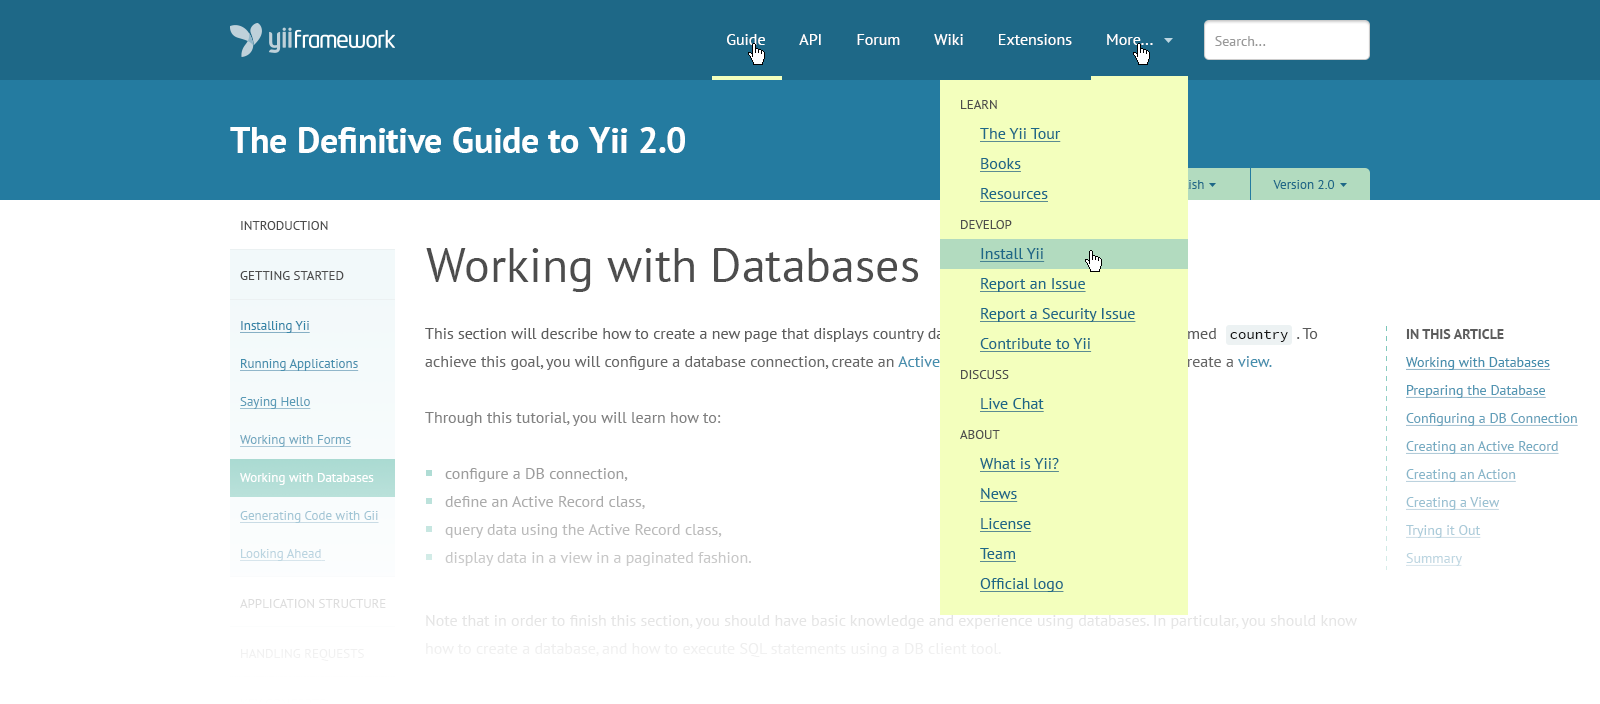 yiiframework
Guide API Forum Wiki Extensions More... Search...
The Definitive Guide to Yii 2.0
ish Version 2.0
LEARN
The Yii Tour
Books
Resources
DEVELOP
Install Yii
Report an Issue
Report a Security Issue
Contribute to Yii
DISCUSS
Live Chat
ABOUT
What is Yii?
News
License
Team
Official logo
INTRODUCTION
GETTING STARTED
Installing Yii
Running Applications
Saying Hello
Working with Forms
Working with Databases
Generating Code with Gii
Looking Ahead
APPLICATION STRUCTURE
HANDLING REQUESTS
Working with Databases
This section will describe how to create a new page that displays country da med country . To
achieve this goal, you will configure a database connection, create an Active reate a view.
Through this tutorial, you will learn how to:
configure a DB connection,
define an Active Record class,
query data using the Active Record class,
display data in a view in a paginated fashion.
Note that in order to finish this section, you should have basic knowledge and experience using databases. In particular, you should know
how to create a database, and how to execute SQL statements using a DB client tool.
IN THIS ARTICLE
Working with Databases
Preparing the Database
Configuring a DB Connection
Creating an Active Record
Creating an Action
Creating a View
Trying it Out
Summary